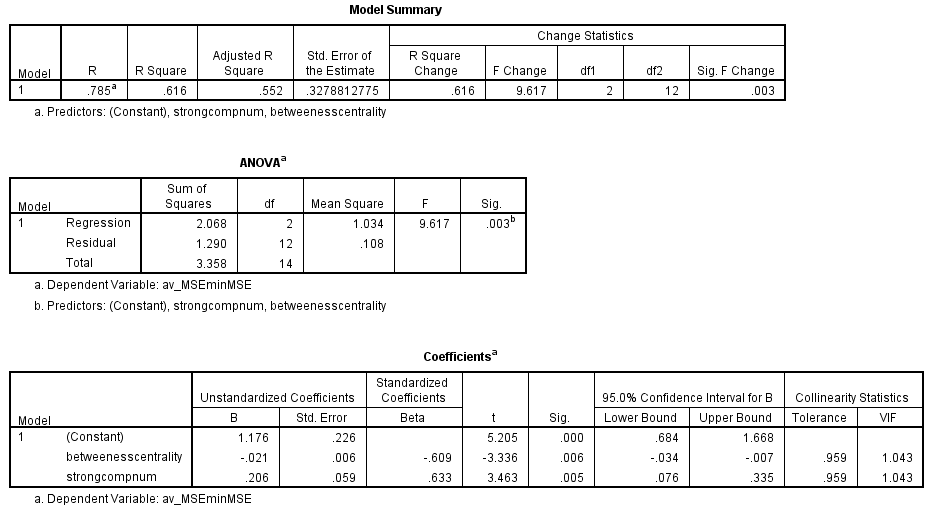 Model Summary
Model R R Square Adjusted R Square Std. Error of the Estimate Change Statistics R Square Change F Change df1 df2 Sig. F Change
1 .785a .616 .552 .3278812775 .616 9.617 2 12 .003
a. Predictors: (Constant), strongcompnum, betweenesscentrality
ANOVAa
Model Sum of Squares df Mean Square F Sig.
1 Regression 2.068 2 1.034 9.617 .003b
Residual 1.290 12 .108
Total 3.358 14
a. Dependent Variable: av_MSEminMSE
b. Predictors: (Constant), strongcompnum, betweenesscentrality
Coefficientsa
Model Unstandardized Coefficients B Std. Error Standardized Coefficients Beta t Sig. 95.0% Confidence Interval for B Lower Bound Upper Bound Collinearity Statistics Tolerance VIF
1 (Constant) 1.176 .226 5.205 .000 .684 1.668
betweenesscentrality -.021 .006 -.609 -3.336 .006 -.034 -.007 .959 1.043
strongcompnum .206 .059 .633 3.463 .005 .076 .335 .959 1.043
a. Dependent Variable: av_MSEminMSE